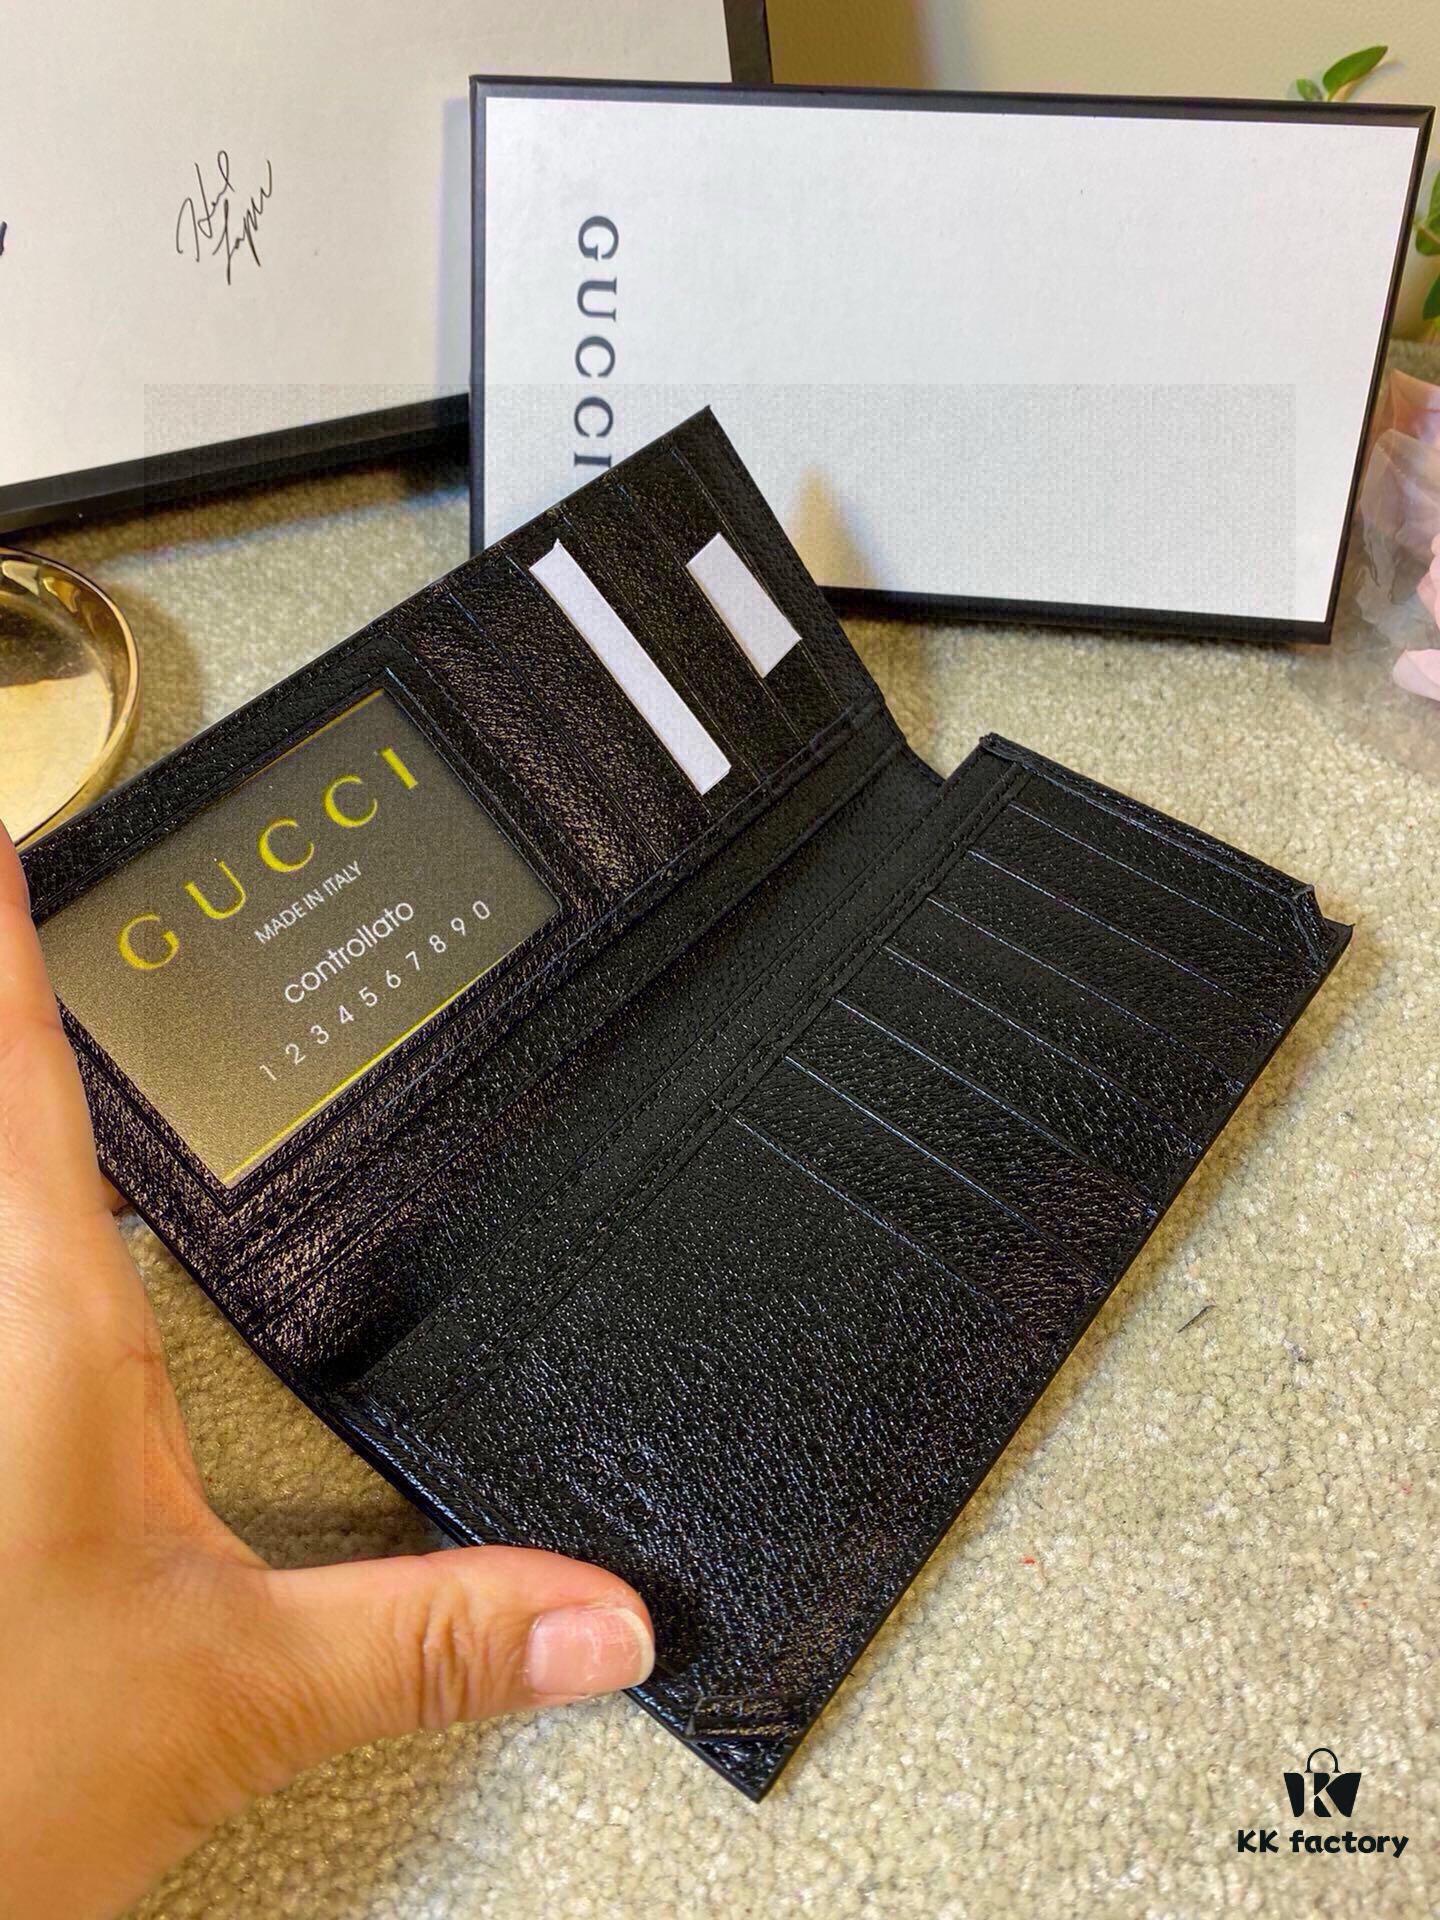 GUCCI
GUCCI
MADE IN ITALY
controllato
1 2 3 4 5 6 7 8 9 0
KK factory